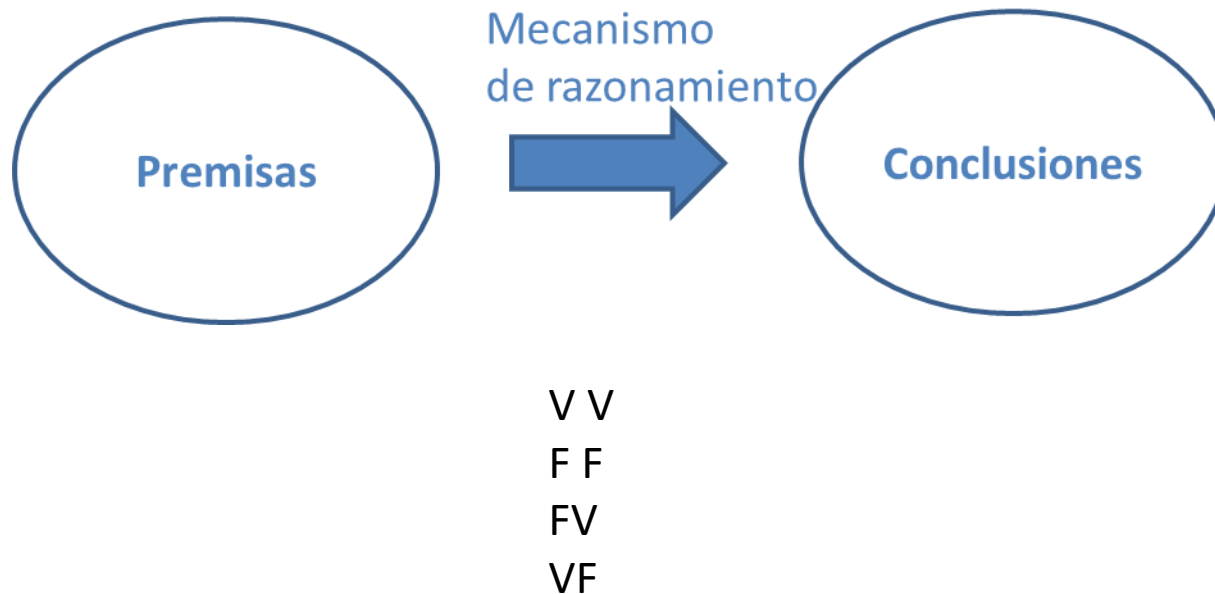 Mecanismo
de razonamiento
Premisas
Conclusiones
V V
F F
FV
VF